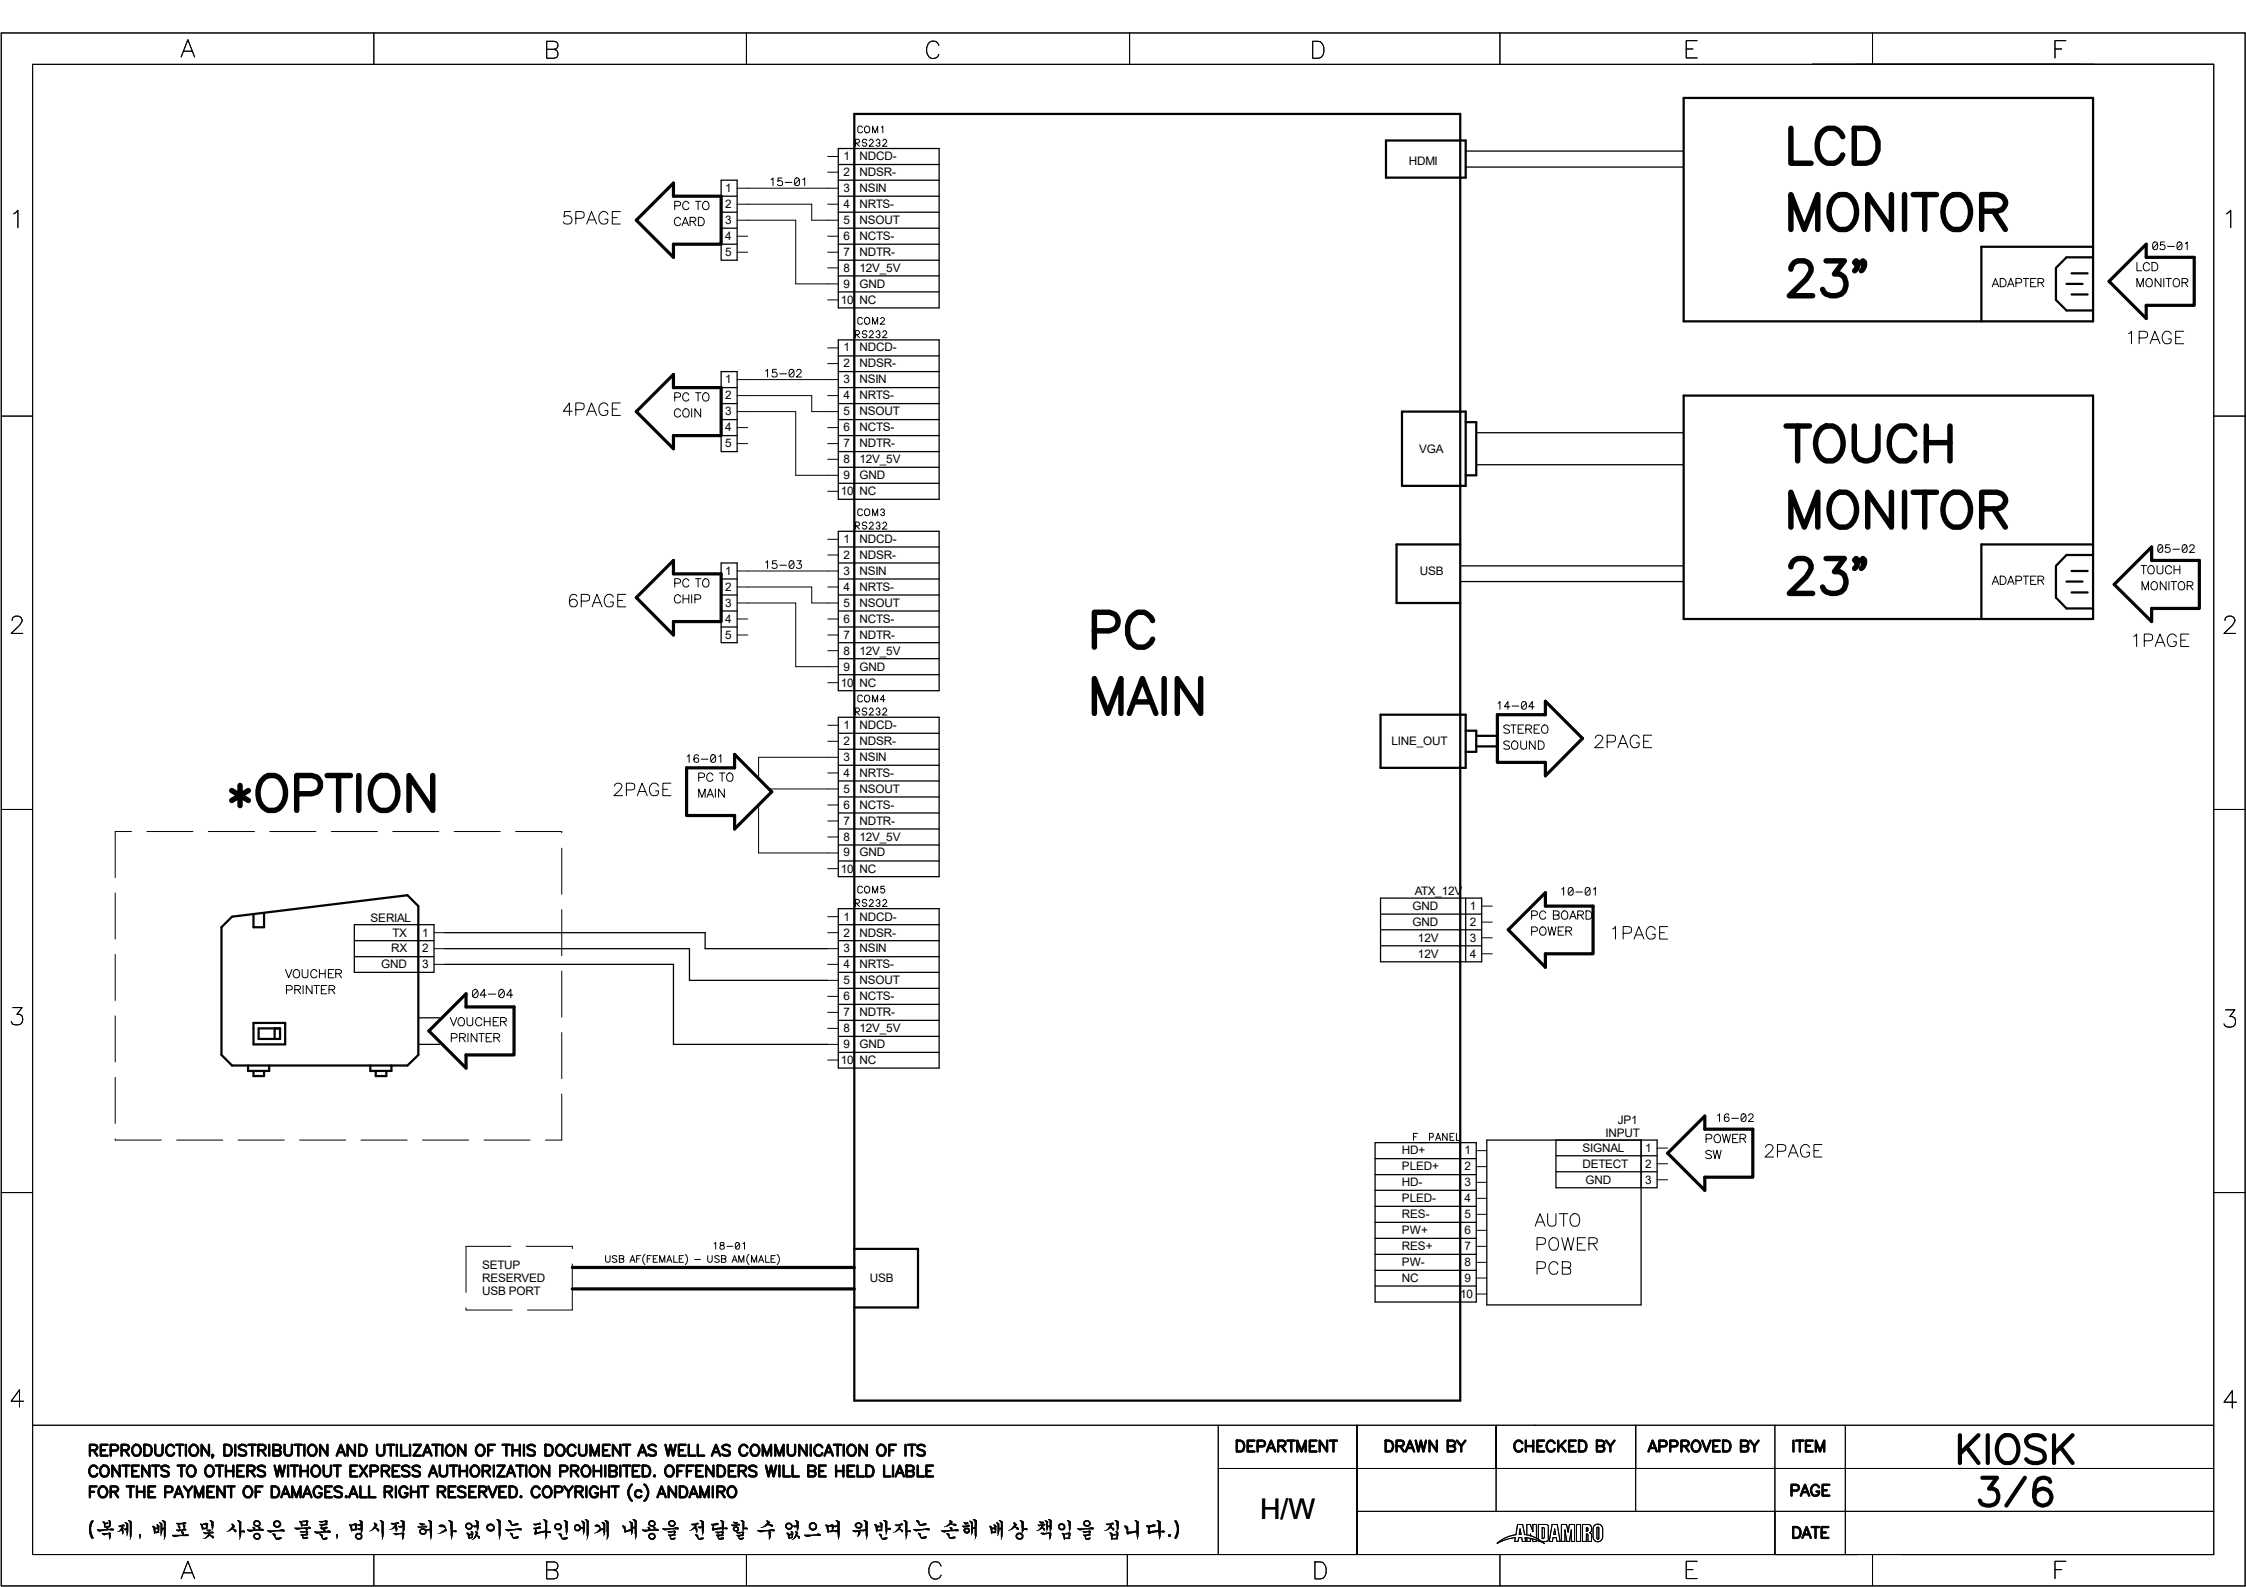 A B C D E F
1
2
3
4
1
2
3
4
5PAGE
PC TO
CARD
1
2
3
4
5
15-01
COM1
RS232
1 NDCD-
2 NDSR-
3 NSIN
4 NRTS-
5 NSOUT
6 NCTS-
7 NDTR-
8 12V_5V
9 GND
10 NC
4PAGE
PC TO
COIN
1
2
3
4
5
15-02
COM2
RS232
1 NDCD-
2 NDSR-
3 NSIN
4 NRTS-
5 NSOUT
6 NCTS-
7 NDTR-
8 12V_5V
9 GND
10 NC
6PAGE
PC TO
CHIP
1
2
3
4
5
15-03
COM3
RS232
1 NDCD-
2 NDSR-
3 NSIN
4 NRTS-
5 NSOUT
6 NCTS-
7 NDTR-
8 12V_5V
9 GND
10 NC
2PAGE
16-01
PC TO
MAIN
COM4
RS232
1 NDCD-
2 NDSR-
3 NSIN
4 NRTS-
5 NSOUT
6 NCTS-
7 NDTR-
8 12V_5V
9 GND
10 NC
*OPTION
SERIAL
TX 1
RX 2
GND 3
VOUCHER
PRINTER
04-04
VOUCHER
PRINTER
COM5
RS232
1 NDCD-
2 NDSR-
3 NSIN
4 NRTS-
5 NSOUT
6 NCTS-
7 NDTR-
8 12V_5V
9 GND
10 NC
SETUP
RESERVED
USB PORT
18-01
USB AF(FEMALE) - USB AM(MALE)
USB
PC
MAIN
HDMI
LCD
MONITOR
23"
ADAPTER
05-01
LCD
MONITOR
1PAGE
VGA
USB
TOUCH
MONITOR
23"
ADAPTER
05-02
TOUCH
MONITOR
1PAGE
LINE_OUT
14-04
STEREO
SOUND
2PAGE
ATX_12V
GND 1
GND 2
12V 3
12V 4
10-01
PC BOARD
POWER
1PAGE
F_PANEL
HD+ 1
PLED+ 2
HD- 3
PLED- 4
RES- 5
PW+ 6
RES+ 7
PW- 8
NC 9
10
JP1
INPUT
SIGNAL 1
DETECT 2
GND 3
AUTO
POWER
PCB
16-02
POWER
SW
2PAGE
REPRODUCTION, DISTRIBUTION AND UTILIZATION OF THIS DOCUMENT AS WELL AS COMMUNICATION OF ITS
CONTENTS TO OTHERS WITHOUT EXPRESS AUTHORIZATION PROHIBITED. OFFENDERS WILL BE HELD LIABLE
FOR THE PAYMENT OF DAMAGES.ALL RIGHT RESERVED. COPYRIGHT (c) ANDAMIRO
(복제, 배포 및 사용은 물론, 명시적 허가 없이는 타인에게 내용을 전달할 수 없으며 위반자는 손해 배상 책임을 집니다.)
DEPARTMENT DRAWN BY CHECKED BY APPROVED BY ITEM KIOSK
H/W PAGE 3/6
ANDAMIRO DATE
A B C D E F